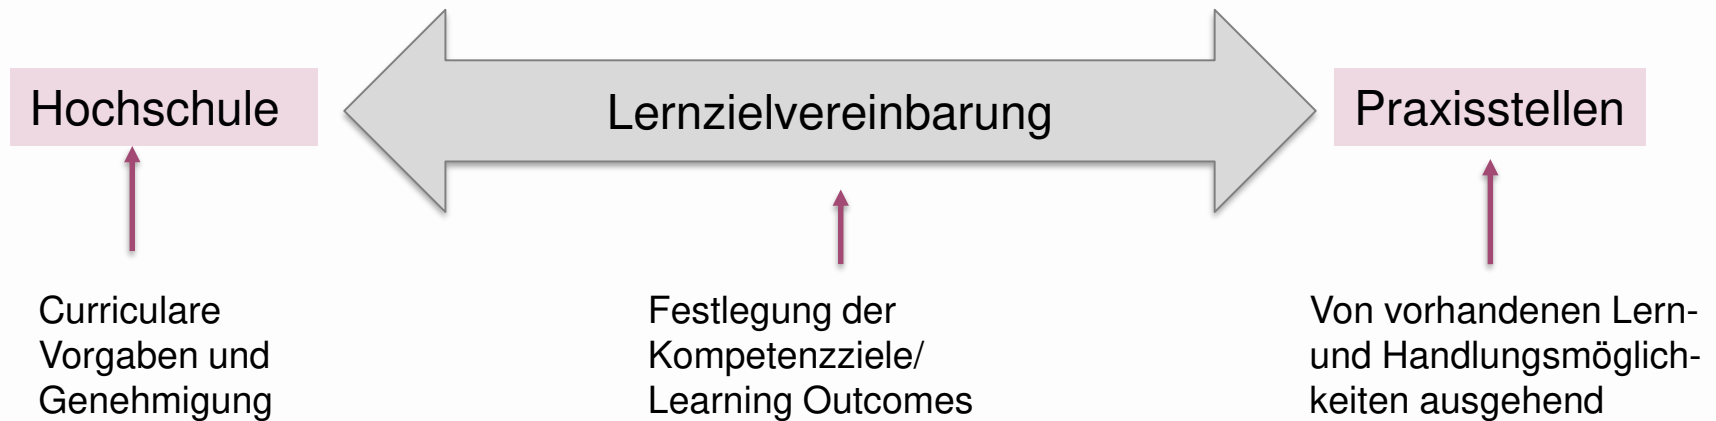 Hochschule
Lernzielvereinbarung
Praxisstellen
Curriculare
Vorgaben und
Genehmigung
Festlegung der
Kompetenzziele/
Learning Outcomes
Von vorhandenen Lern-
und Handlungsmöglich-
keiten ausgehend